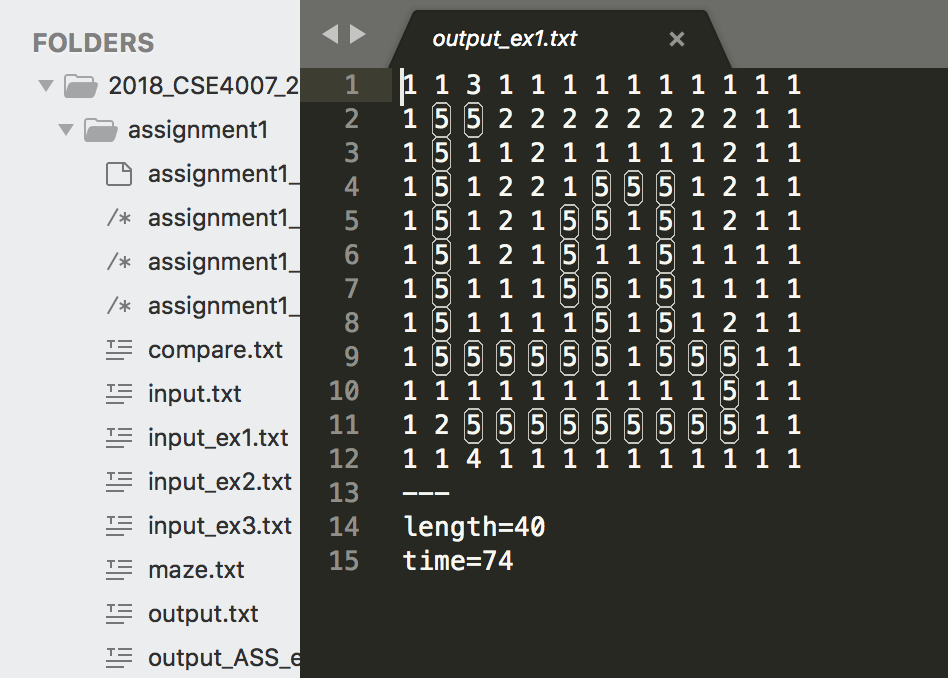 FOLDERS
2018_CSE4007_2
assignment1
assignment1_
assignment1_
assignment1_
assignment1_
compare.txt
input.txt
input_ex1.txt
input_ex2.txt
input_ex3.txt
maze.txt
output.txt
output_ASS_e
output_ex1.txt ×
1 1 1 3 1 1 1 1 1 1 1 1 1 1
2 1 5 5 2 2 2 2 2 2 2 2 1 1
3 1 5 1 1 2 1 1 1 1 1 2 1 1
4 1 5 1 2 2 1 5 5 5 1 2 1 1
5 1 5 1 2 1 5 5 1 5 1 2 1 1
6 1 5 1 2 1 5 1 1 5 1 1 1 1
7 1 5 1 1 1 5 5 1 5 1 1 1 1
8 1 5 1 1 1 1 5 1 5 1 2 1 1
9 1 5 5 5 5 5 5 1 5 5 5 1 1
10 1 1 1 1 1 1 1 1 1 1 5 1 1
11 1 2 5 5 5 5 5 5 5 5 5 1 1
12 1 1 4 1 1 1 1 1 1 1 1 1 1
13 ---
14 length=40
15 time=74